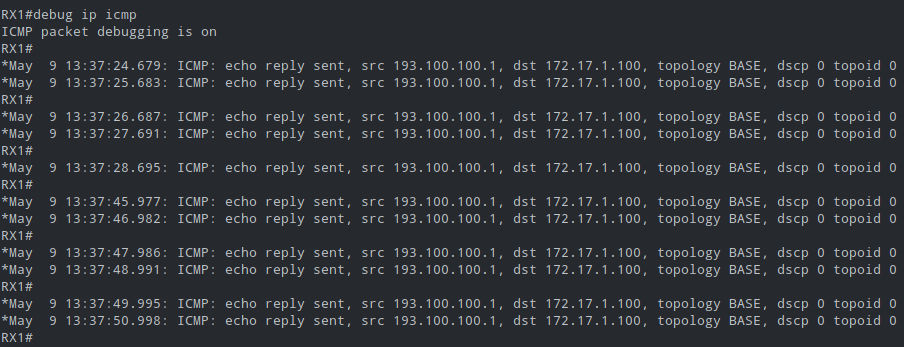 RX1#debug ip icmp
ICMP packet debugging is on
RX1#
*May  9 13:37:24.679: ICMP: echo reply sent, src 193.100.100.1, dst 172.17.1.100, topology BASE, dscp 0 topoid 0
*May  9 13:37:25.683: ICMP: echo reply sent, src 193.100.100.1, dst 172.17.1.100, topology BASE, dscp 0 topoid 0
RX1#
*May  9 13:37:26.687: ICMP: echo reply sent, src 193.100.100.1, dst 172.17.1.100, topology BASE, dscp 0 topoid 0
*May  9 13:37:27.691: ICMP: echo reply sent, src 193.100.100.1, dst 172.17.1.100, topology BASE, dscp 0 topoid 0
RX1#
*May  9 13:37:28.695: ICMP: echo reply sent, src 193.100.100.1, dst 172.17.1.100, topology BASE, dscp 0 topoid 0
RX1#
*May  9 13:37:45.977: ICMP: echo reply sent, src 193.100.100.1, dst 172.17.1.100, topology BASE, dscp 0 topoid 0
*May  9 13:37:46.982: ICMP: echo reply sent, src 193.100.100.1, dst 172.17.1.100, topology BASE, dscp 0 topoid 0
RX1#
*May  9 13:37:47.986: ICMP: echo reply sent, src 193.100.100.1, dst 172.17.1.100, topology BASE, dscp 0 topoid 0
*May  9 13:37:48.991: ICMP: echo reply sent, src 193.100.100.1, dst 172.17.1.100, topology BASE, dscp 0 topoid 0
RX1#
*May  9 13:37:49.995: ICMP: echo reply sent, src 193.100.100.1, dst 172.17.1.100, topology BASE, dscp 0 topoid 0
*May  9 13:37:50.998: ICMP: echo reply sent, src 193.100.100.1, dst 172.17.1.100, topology BASE, dscp 0 topoid 0
RX1#